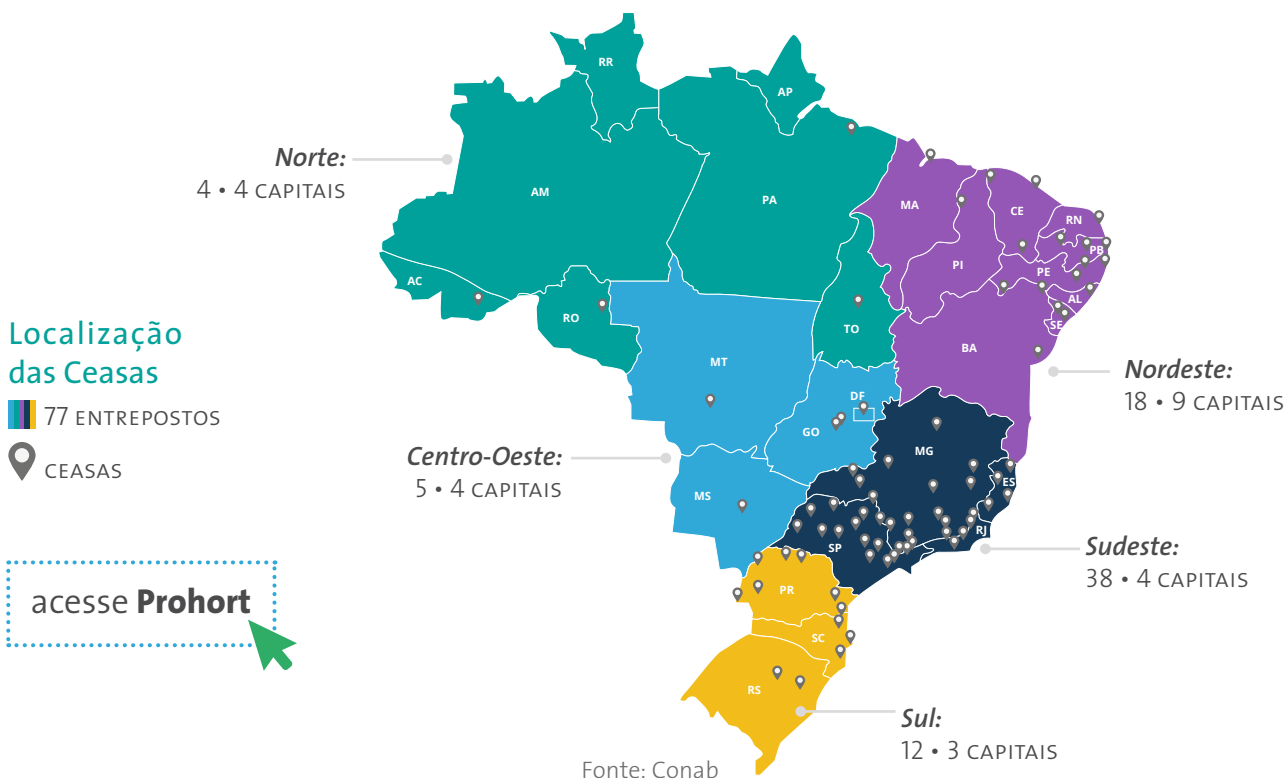 RR
AP
Norte:
4 • 4 CAPITAIS
AM
PA
MA
CE
RN
PB
PI
PE
AC
AL
RO
TO
SE
Localização
das Ceasas
77 ENTREPOSTOS
CEASAS
MT
BA
Nordeste:
18 • 9 CAPITAIS
DF
GO
MG
Centro-Oeste:
5 • 4 CAPITAIS
ES
MS
RJ
SP
Sudeste:
38 • 4 CAPITAIS
acesse Prohort
PR
SC
RS
Sul:
12 • 3 CAPITAIS
Fonte: Conab